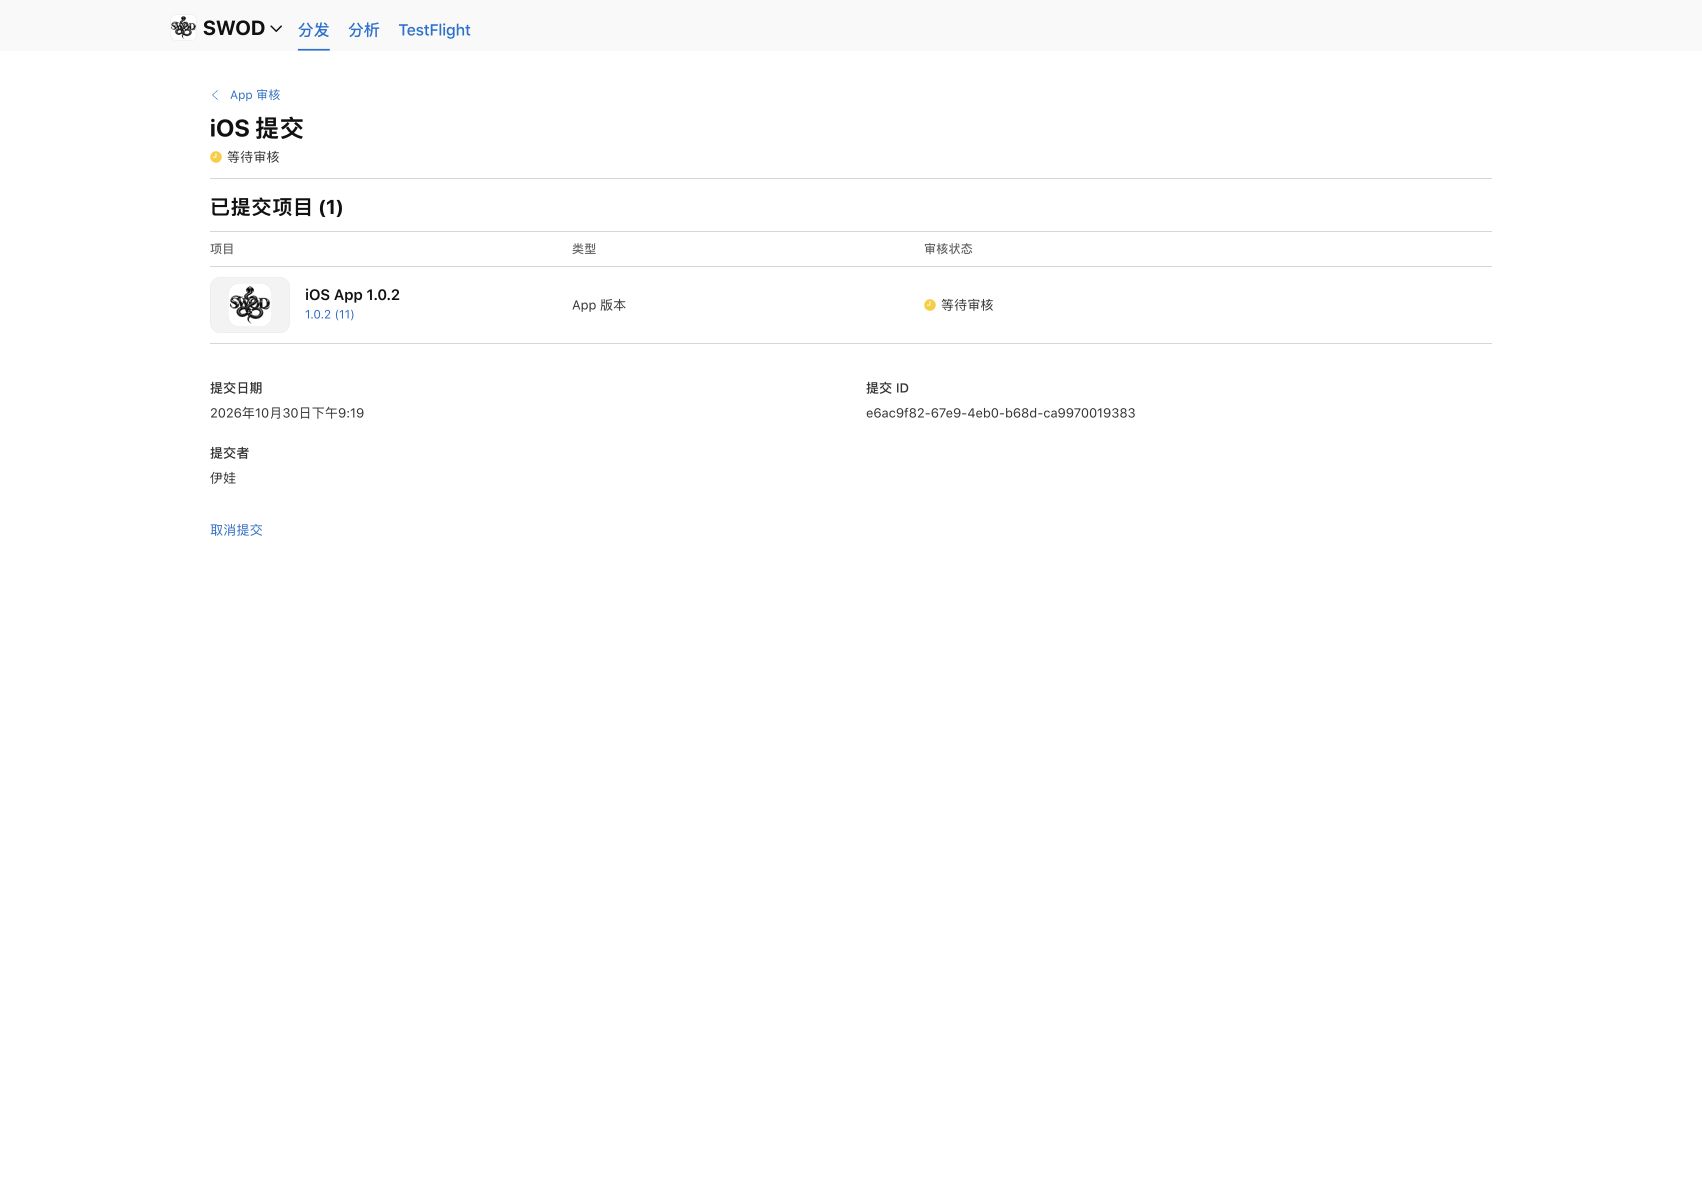 SWOD 分发 分析 TestFlight
App 审核
iOS 提交
等待审核
已提交项目 (1)
项目 类型 审核状态
SWOD
iOS App 1.0.2
1.0.2 (11)
App 版本
等待审核
提交日期
2026年10月30日下午9:19
提交 ID
e6ac9f82-67e9-4eb0-b68d-ca9970019383
提交者
伊娃
取消提交